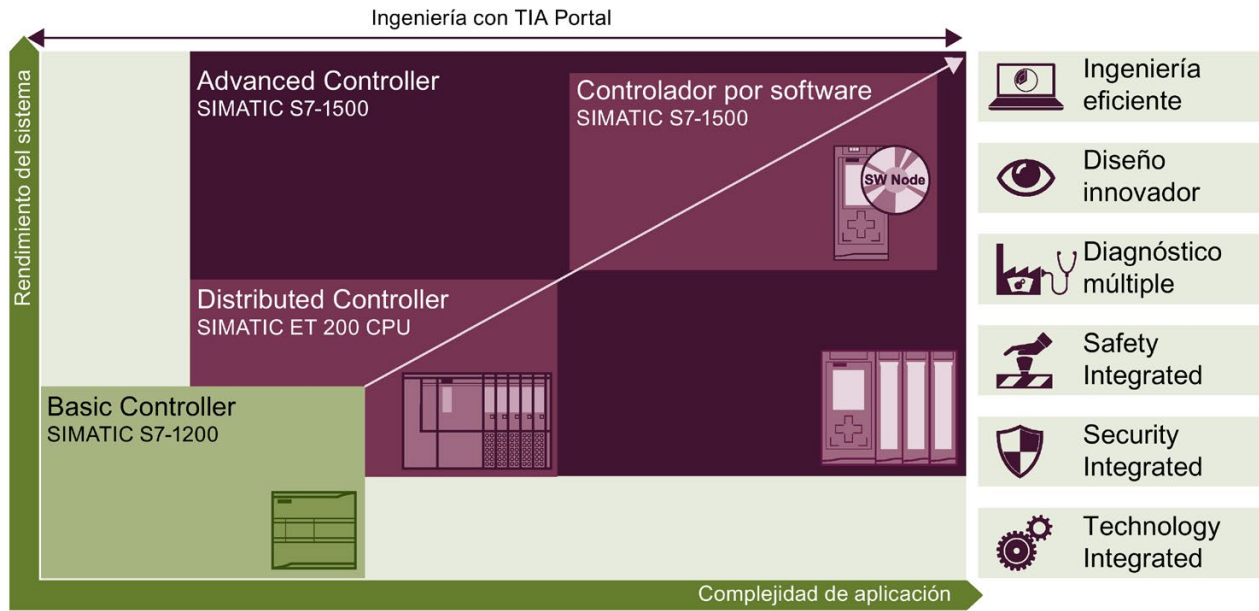 Ingeniería con TIA Portal
Rendimiento del sistema
Advanced Controller
SIMATIC S7-1500
Controlador por software
SIMATIC S7-1500
SW Node
Distributed Controller
SIMATIC ET 200 CPU
Basic Controller
SIMATIC S7-1200
Complejidad de aplicación
Ingeniería
eficiente
Diseño
innovador
Diagnóstico
múltiple
Safety
Integrated
Security
Integrated
Technology
Integrated